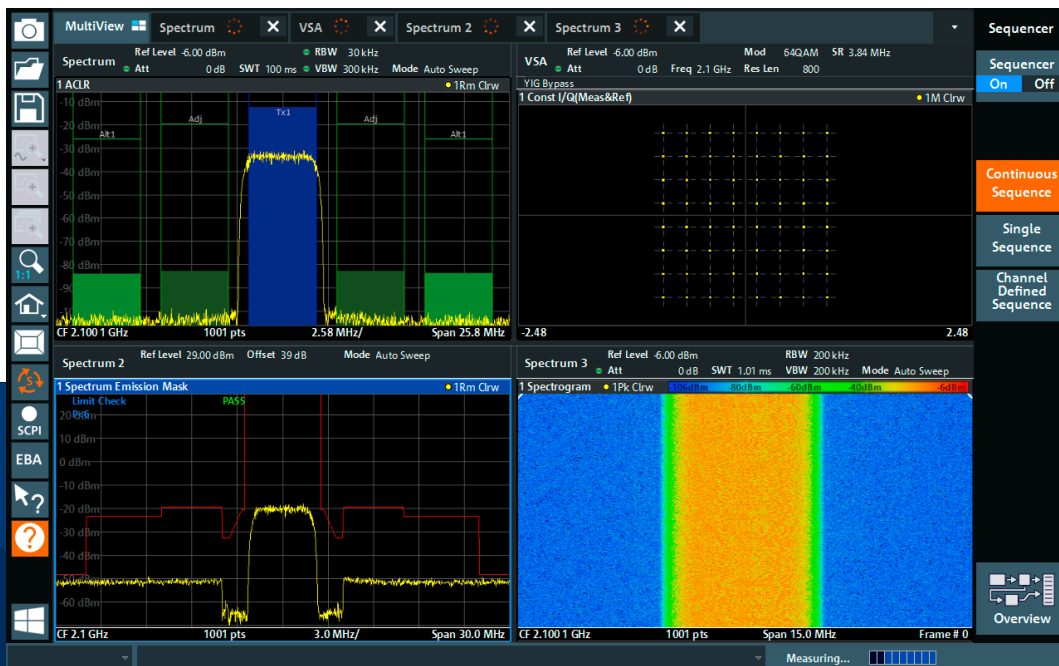 MultiView Spectrum VSA Spectrum 2 Spectrum 3
Sequencer
Sequencer
On Off
Continuous
Sequence
Single
Sequence
Channel
Defined
Sequence
Overview
1:1
SCPI
EBA
Spectrum
Ref Level -6.00 dBm RBW 30 kHz
Att 0 dB SWT 100 ms VBW 300 kHz Mode Auto Sweep
1 ACLR 1Rm Clrw
-10 dBm
-20 dBm
-30 dBm
-40 dBm
-50 dBm
-60 dBm
-70 dBm
-80 dBm
-90
Alt1 Adj Tx1 Adj Alt1
CF 2.100 1 GHz 1001 pts 2.58 MHz/ Span 25.8 MHz
VSA
Ref Level -6.00 dBm Mod 64QAM SR 3.84 MHz
Att 0 dB Freq 2.1 GHz Res Len 800
YIG Bypass
1 Const I/Q(Meas&Ref) 1M Clrw
-2.48 2.48
Spectrum 2
Ref Level 29.00 dBm Offset 39 dB Mode Auto Sweep
1 Spectrum Emission Mask 1Rm Clrw
Limit Check PASS
20 dBm
10 dBm
0 dBm
-10 dBm
-20 dBm
-30 dBm
-40 dBm
-50 dBm
-60 dBm
CF 2.1 GHz 1001 pts 3.0 MHz/ Span 30.0 MHz
Spectrum 3
Ref Level -6.00 dBm RBW 200 kHz
Att 0 dB SWT 1.01 ms VBW 200 kHz Mode Auto Sweep
1 Spectrogram 1Pk Clrw -106dBm -80dBm -60dBm -40dBm -6dBm
CF 2.100 1 GHz 1001 pts Span 15.0 MHz Frame # 0
Measuring...